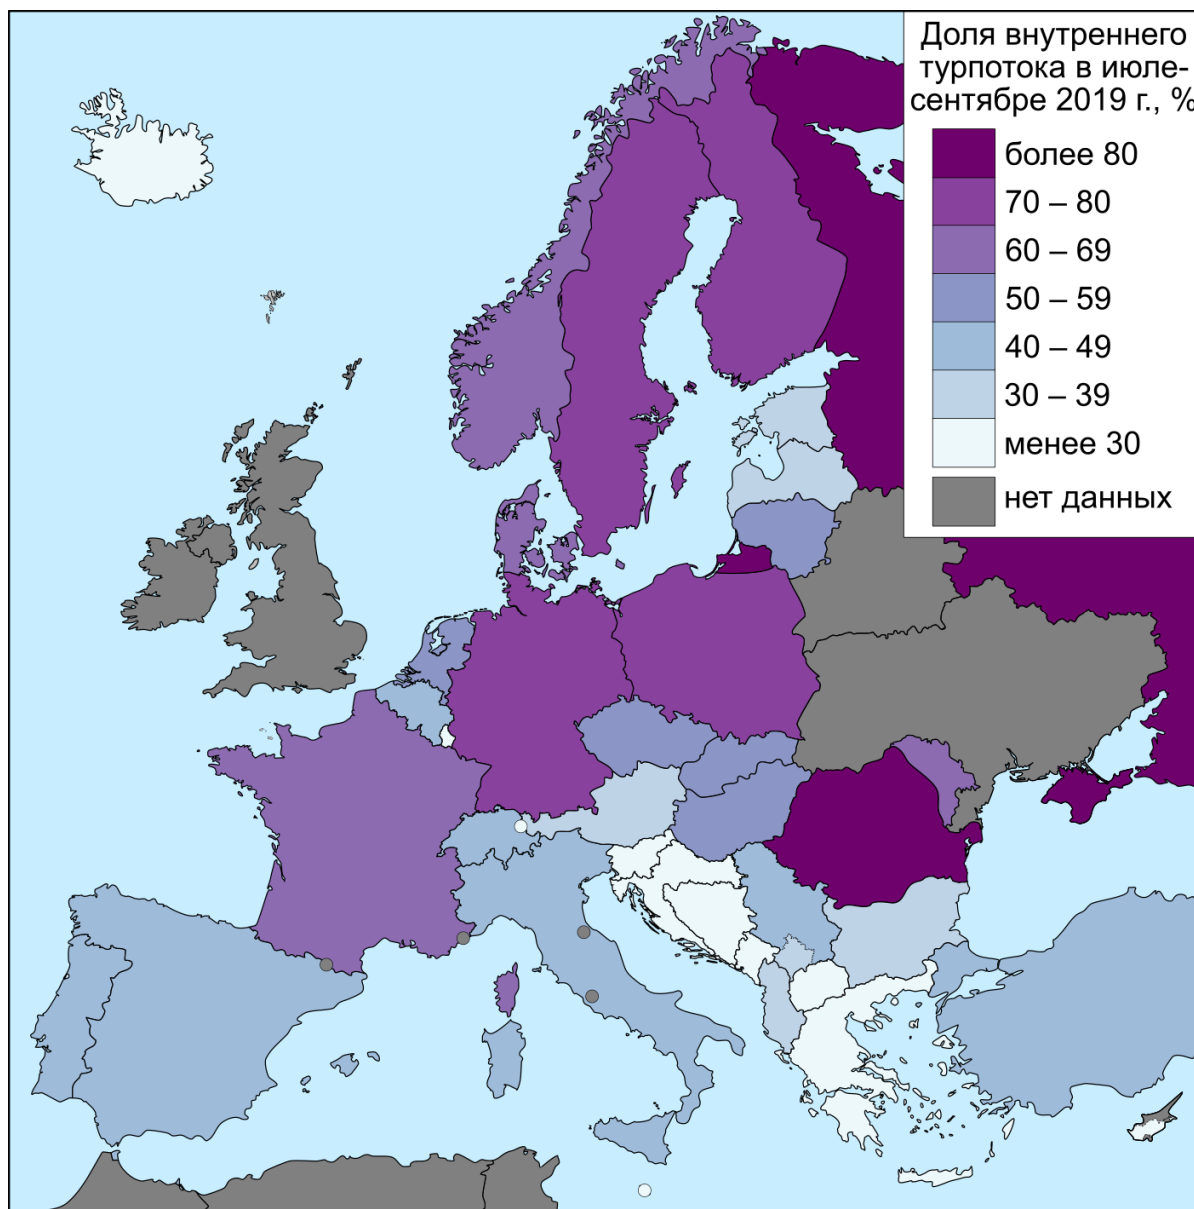 Доля внутреннего
турпотока в июле-
сентябре 2019 г., %
более 80
70 – 80
60 – 69
50 – 59
40 – 49
30 – 39
менее 30
нет данных